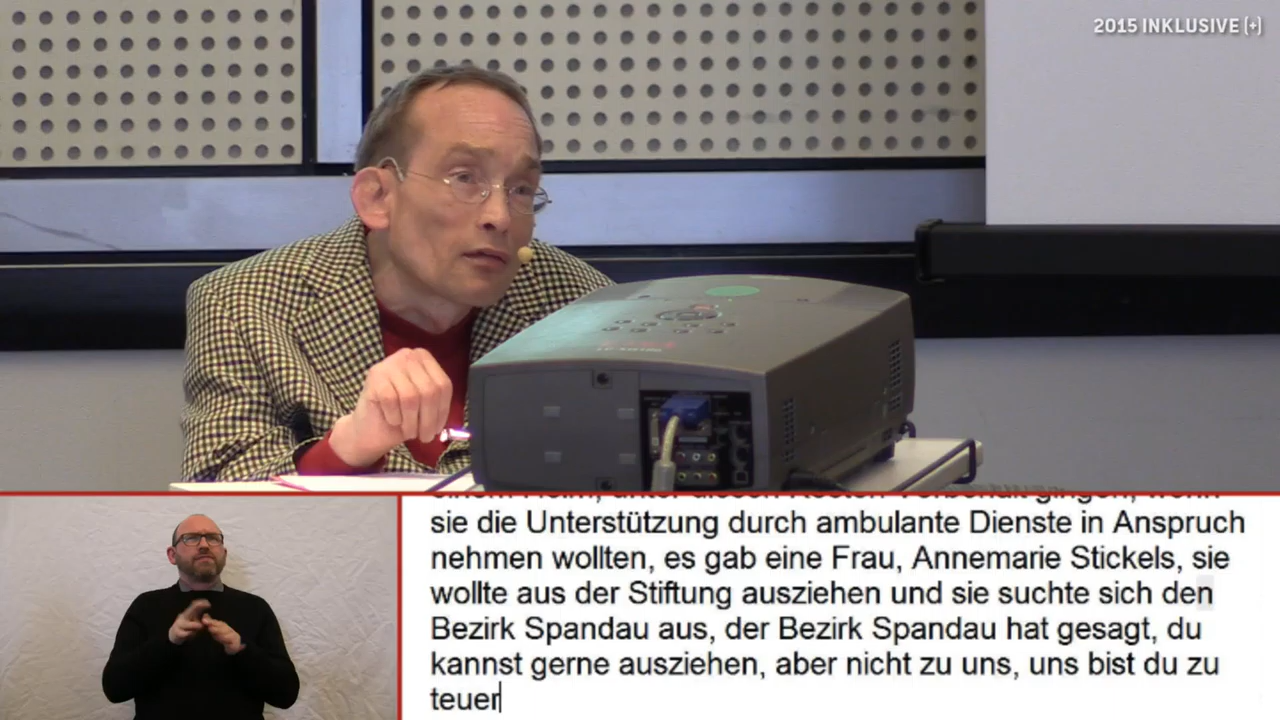 2015 INKLUSIVE [+]
sie die Unterstützung durch ambulante Dienste in Anspruch
nehmen wollten, es gab eine Frau, Annemarie Stickels, sie
wollte aus der Stiftung ausziehen und sie suchte sich den
Bezirk Spandau aus, der Bezirk Spandau hat gesagt, du
kannst gerne ausziehen, aber nicht zu uns, uns bist du zu
teuer